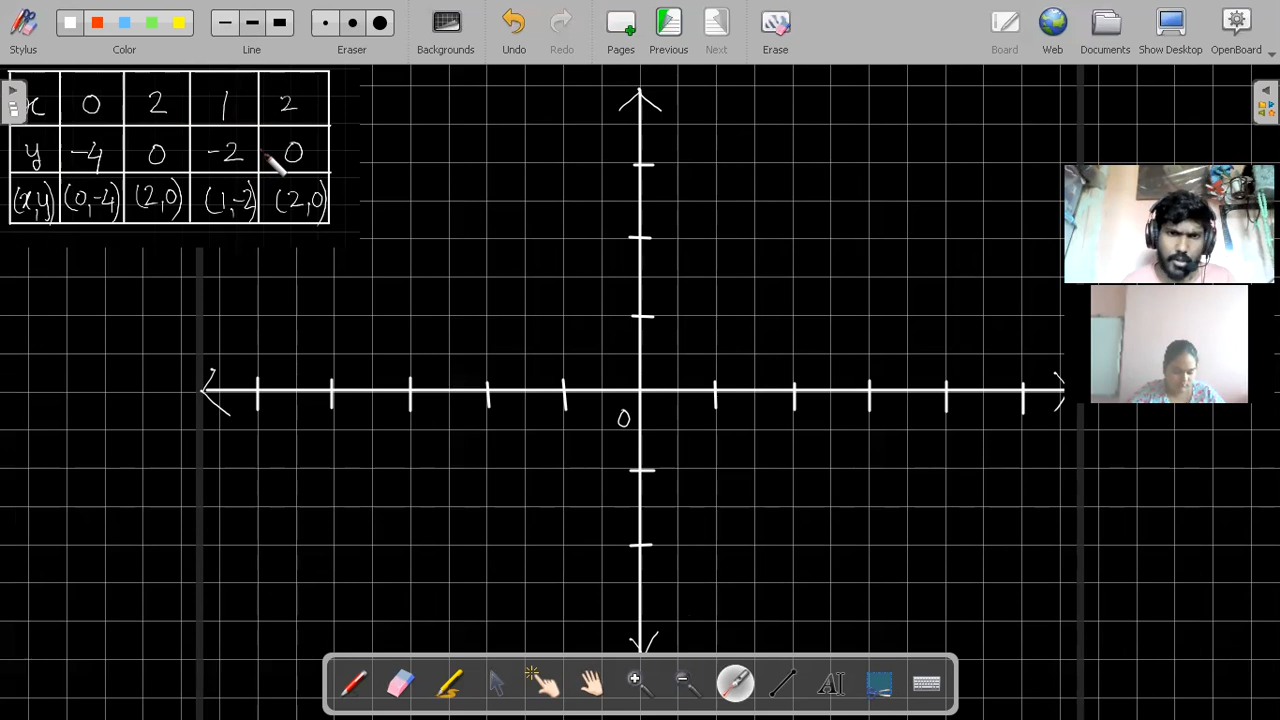 Stylus Color Line Eraser Backgrounds Undo Redo Pages Previous Next Erase Board Web Documents Show Desktop OpenBoard
x 0 2 1 2
y -4 0 -2 0
(x,y) (0,-4) (2,0) (1,-2) (2,0)
0
AI